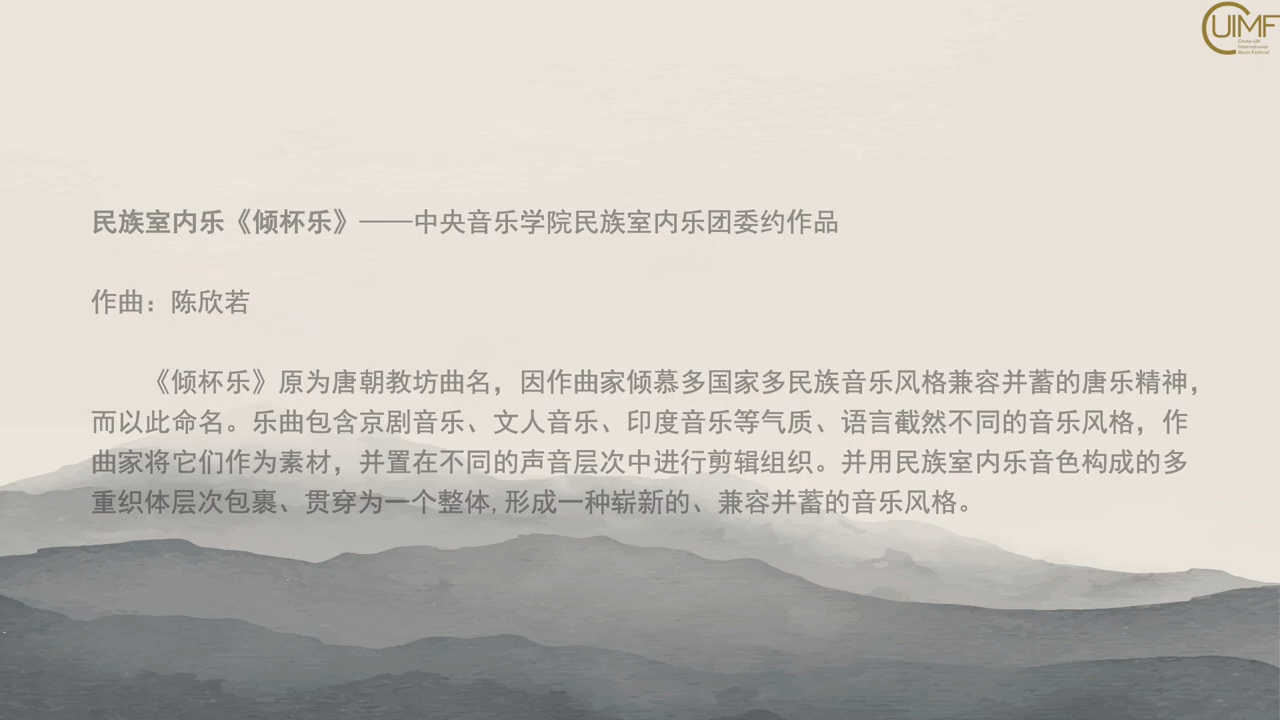 CUIMF
China-UK
International
Music Festival
民族室内乐《倾杯乐》——中央音乐学院民族室内乐团委约作品
作曲：陈欣若
《倾杯乐》原为唐朝教坊曲名，因作曲家倾慕多国家多民族音乐风格兼容并蓄的唐乐精神，
而以此命名。乐曲包含京剧音乐、文人音乐、印度音乐等气质、语言截然不同的音乐风格，作
曲家将它们作为素材，并置在不同的声音层次中进行剪辑组织。并用民族室内乐音色构成的多
重织体层次包裹、贯穿为一个整体,形成一种崭新的、兼容并蓄的音乐风格。